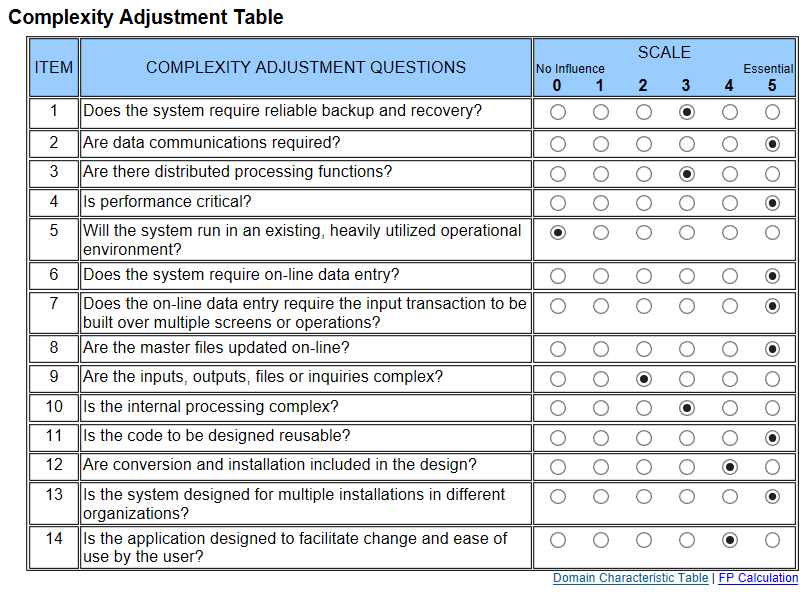 Complexity Adjustment Table
ITEM
COMPLEXITY ADJUSTMENT QUESTIONS
SCALE
No Influence
Essential
0 1 2 3 4 5
1 Does the system require reliable backup and recovery?
2 Are data communications required?
3 Are there distributed processing functions?
4 Is performance critical?
5 Will the system run in an existing, heavily utilized operational
environment?
6 Does the system require on-line data entry?
7 Does the on-line data entry require the input transaction to be
built over multiple screens or operations?
8 Are the master files updated on-line?
9 Are the inputs, outputs, files or inquiries complex?
10 Is the internal processing complex?
11 Is the code to be designed reusable?
12 Are conversion and installation included in the design?
13 Is the system designed for multiple installations in different
organizations?
14 Is the application designed to facilitate change and ease of
use by the user?
Domain Characteristic Table | FP Calculation